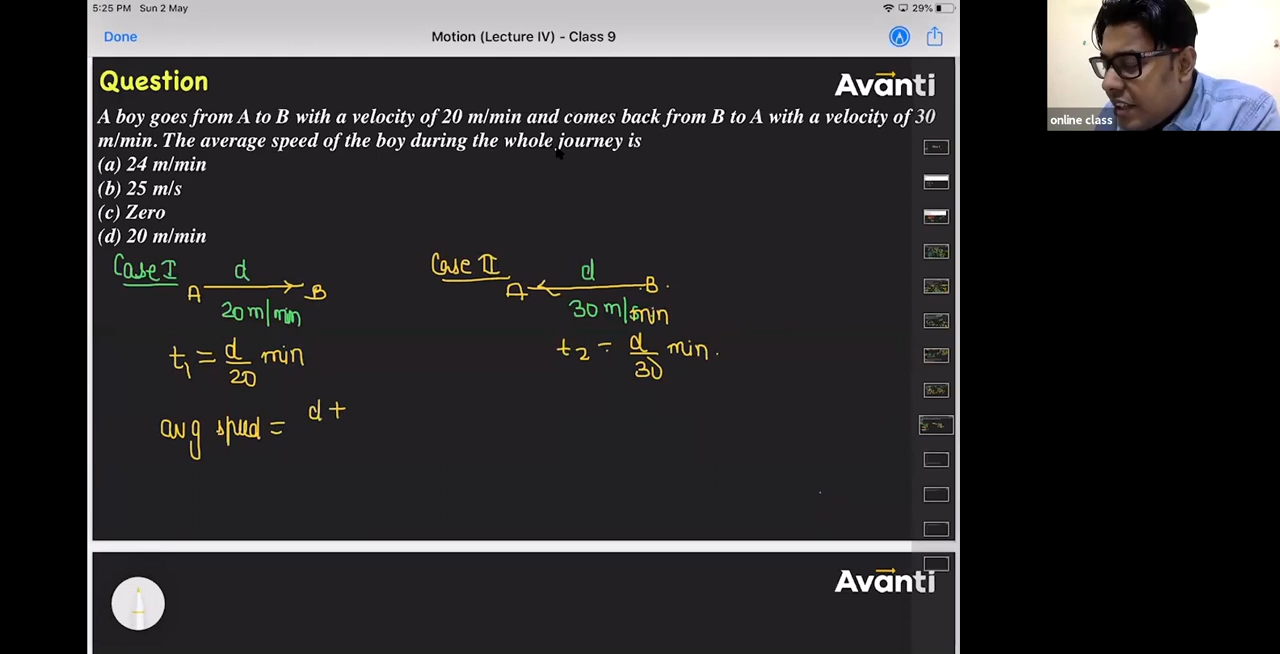 5:25 PM Sun 2 May
29%
Done
Motion (Lecture IV) - Class 9
online class
Question
Avanti
A boy goes from A to B with a velocity of 20 m/min and comes back from B to A with a velocity of 30
m/min. The average speed of the boy during the whole journey is
(a) 24 m/min
(b) 25 m/s
(c) Zero
(d) 20 m/min
Case I d
A B
20m/min
t1 = d/20 min
Case II d
A B
30 m/min
t2 = d/30 min.
avg speed = d +
Avanti